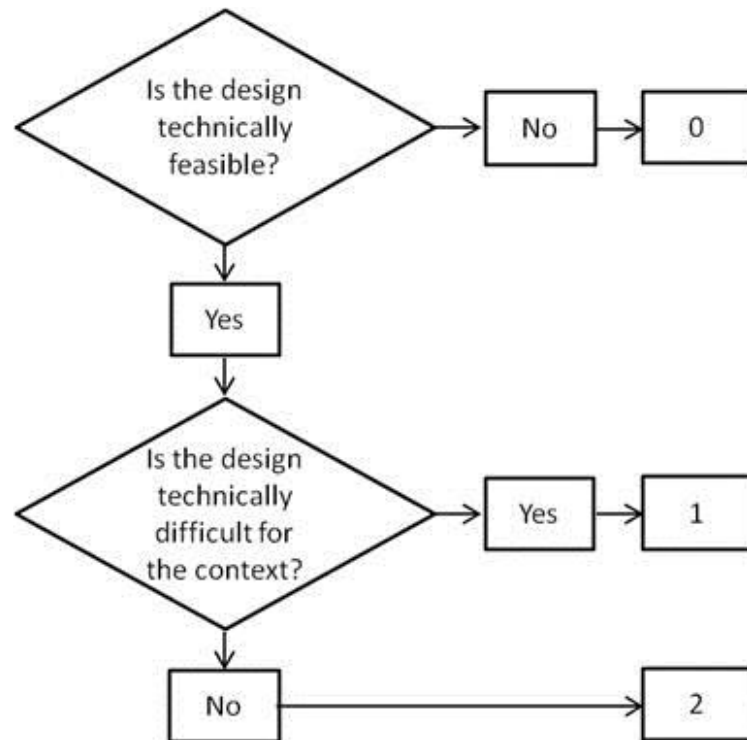 Is the design
technically
feasible?
No
0
Yes
Is the design
technically
difficult for
the context?
Yes
1
No
2